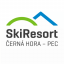 SkiResort
ČERNÁ HORA – PEC